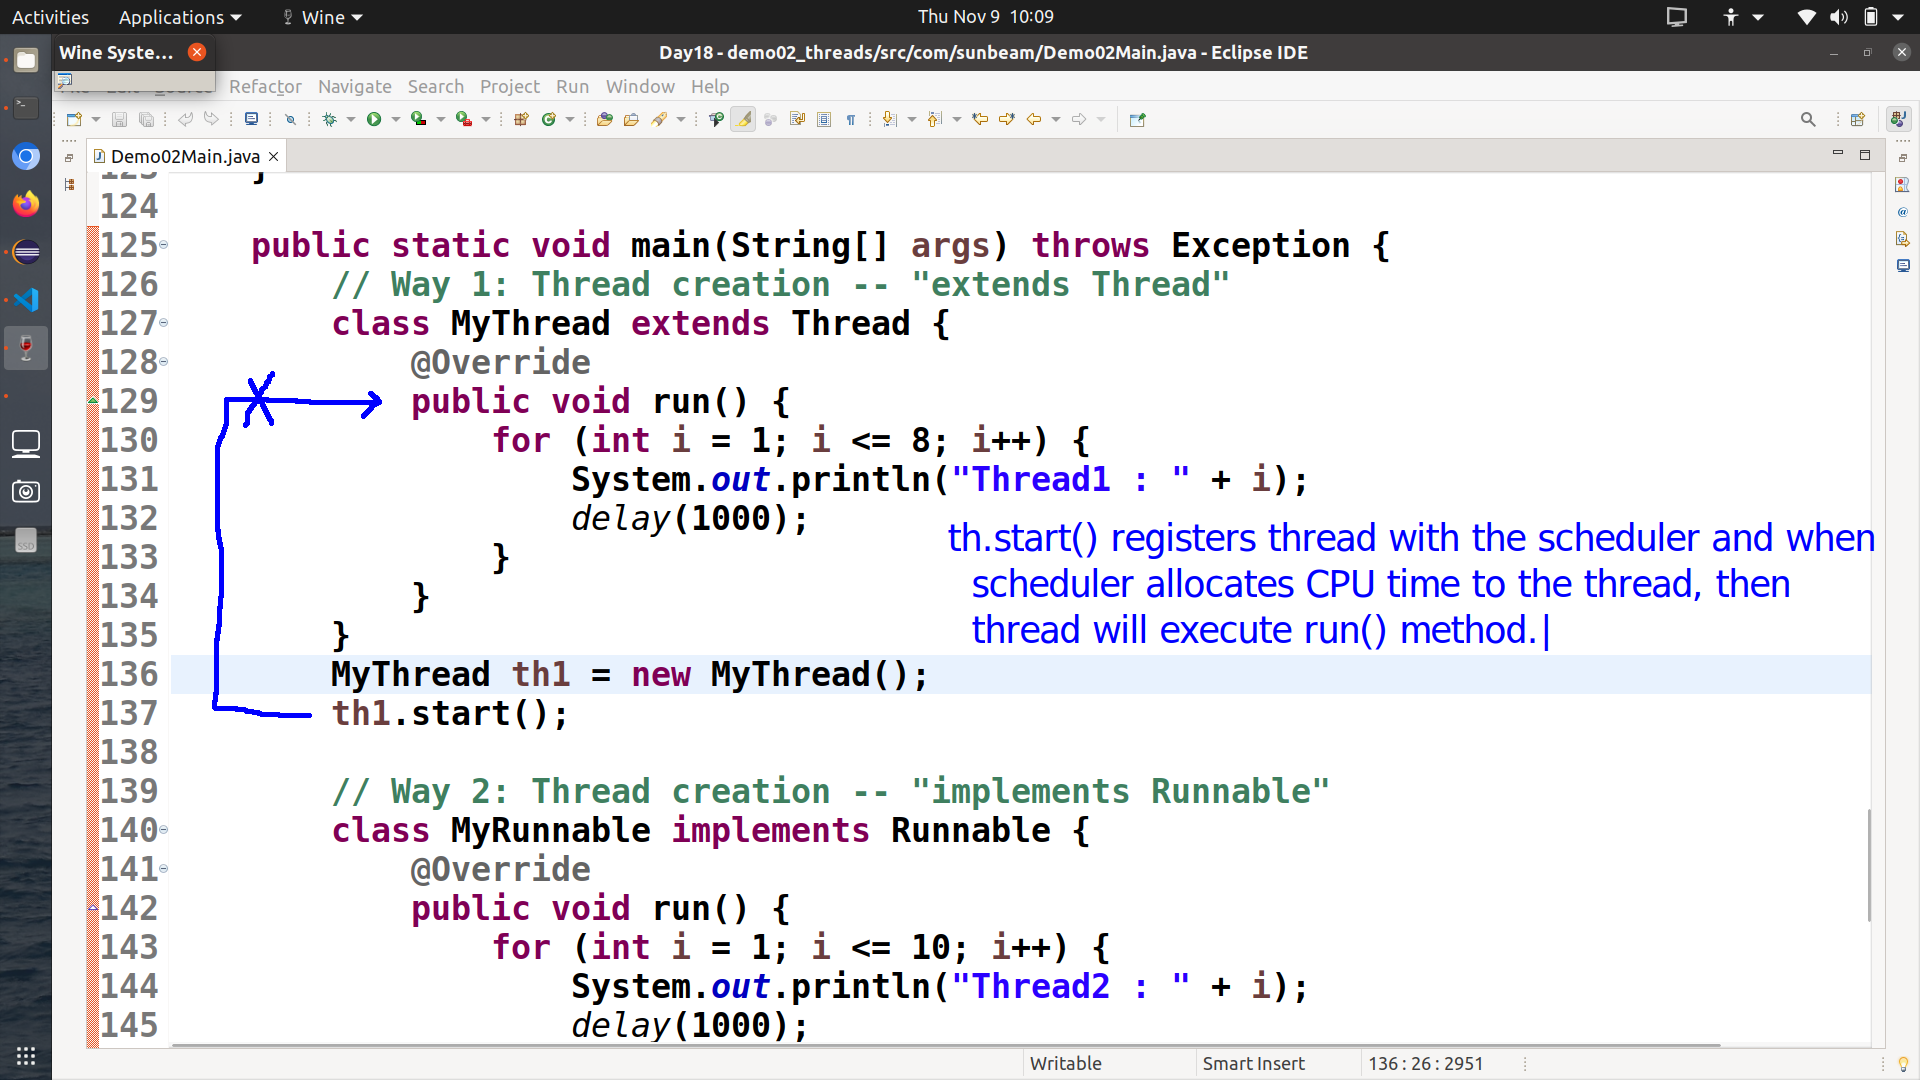 Activities Applications Wine Thu Nov 9 10:09
Wine Syste... Day18 - demo02_threads/src/com/sunbeam/Demo02Main.java - Eclipse IDE
Refactor Navigate Search Project Run Window Help
Demo02Main.java
124
125 public static void main(String[] args) throws Exception {
126 // Way 1: Thread creation -- "extends Thread"
127 class MyThread extends Thread {
128 @Override
129 public void run() {
130 for (int i = 1; i <= 8; i++) {
131 System.out.println("Thread1 : " + i);
132 delay(1000);
th.start() registers thread with the scheduler and when
133 }
scheduler allocates CPU time to the thread, then
134 }
thread will execute run() method.
135 }
136 MyThread th1 = new MyThread();
137 th1.start();
138
139 // Way 2: Thread creation -- "implements Runnable"
140 class MyRunnable implements Runnable {
141 @Override
142 public void run() {
143 for (int i = 1; i <= 10; i++) {
144 System.out.println("Thread2 : " + i);
145 delay(1000);
Writable Smart Insert 136 : 26 : 2951